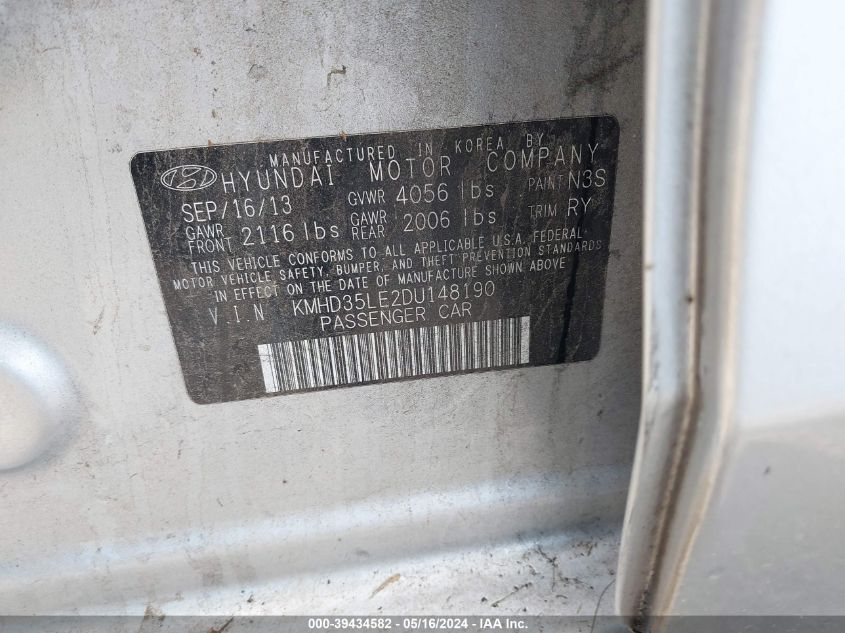 MANUFACTURED IN KOREA BY
HYUNDAI MOTOR COMPANY
SEP/16/13 GVWR 4056 lbs PAINT N3S
GAWR FRONT 2116 lbs GAWR REAR 2006 lbs TRIM RY
THIS VEHICLE CONFORMS TO ALL APPLICABLE U.S.A. FEDERAL
MOTOR VEHICLE SAFETY, BUMPER, AND THEFT PREVENTION STANDARDS
IN EFFECT ON THE DATE OF MANUFACTURE SHOWN ABOVE
V.I.N KMHD35LE2DU148190
PASSENGER CAR
000-39434582 - 05/16/2024 - IAA Inc.